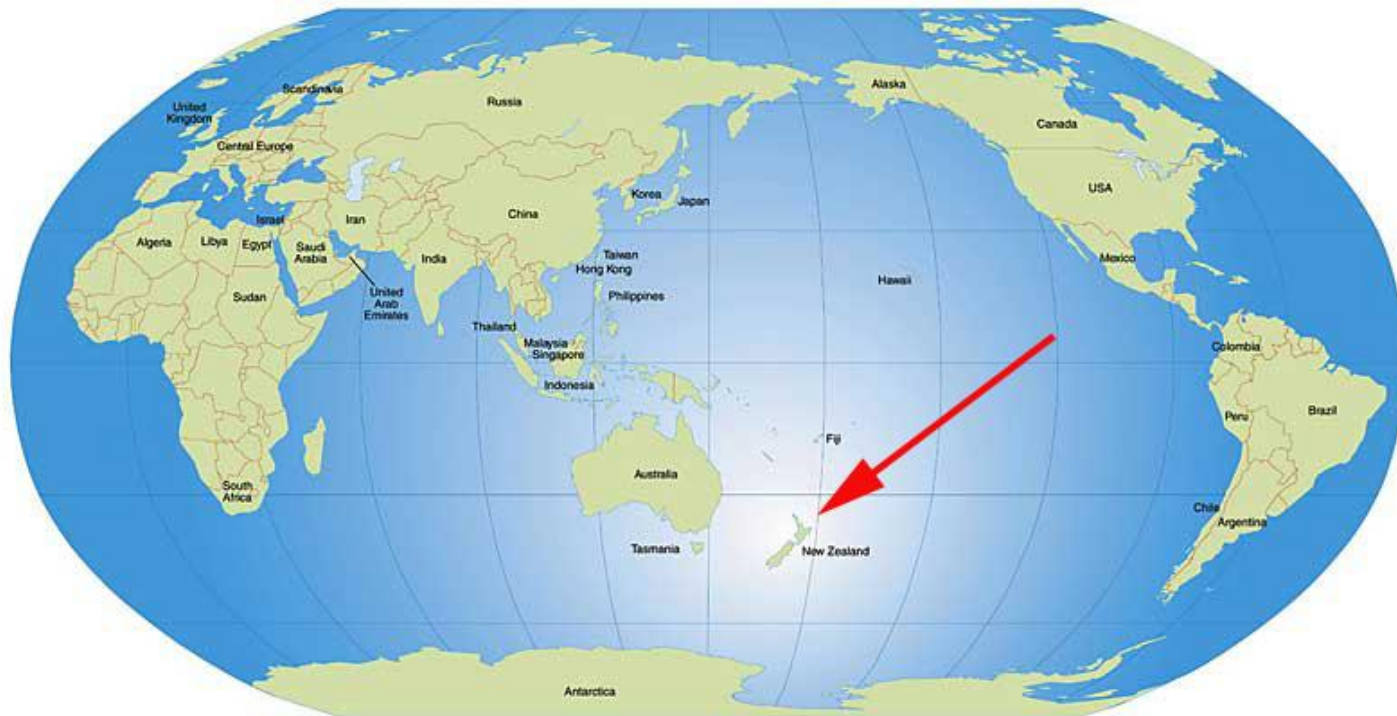 Scandinavia
Alaska
Russia
United
Kingdom
Canada
Central Europe
USA
Korea
Japan
China
Israel
Iran
Algeria
Libya
Egypt
Saudi
Arabia
India
Taiwan
Mexico
Hong Kong
Hawaii
Sudan
United
Arab
Emirates
Philippines
Thailand
Malaysia
Singapore
Colombia
Indonesia
Peru
Brazil
Fiji
Australia
South
Africa
Chile
Argentina
Tasmania
New Zealand
Antarctica